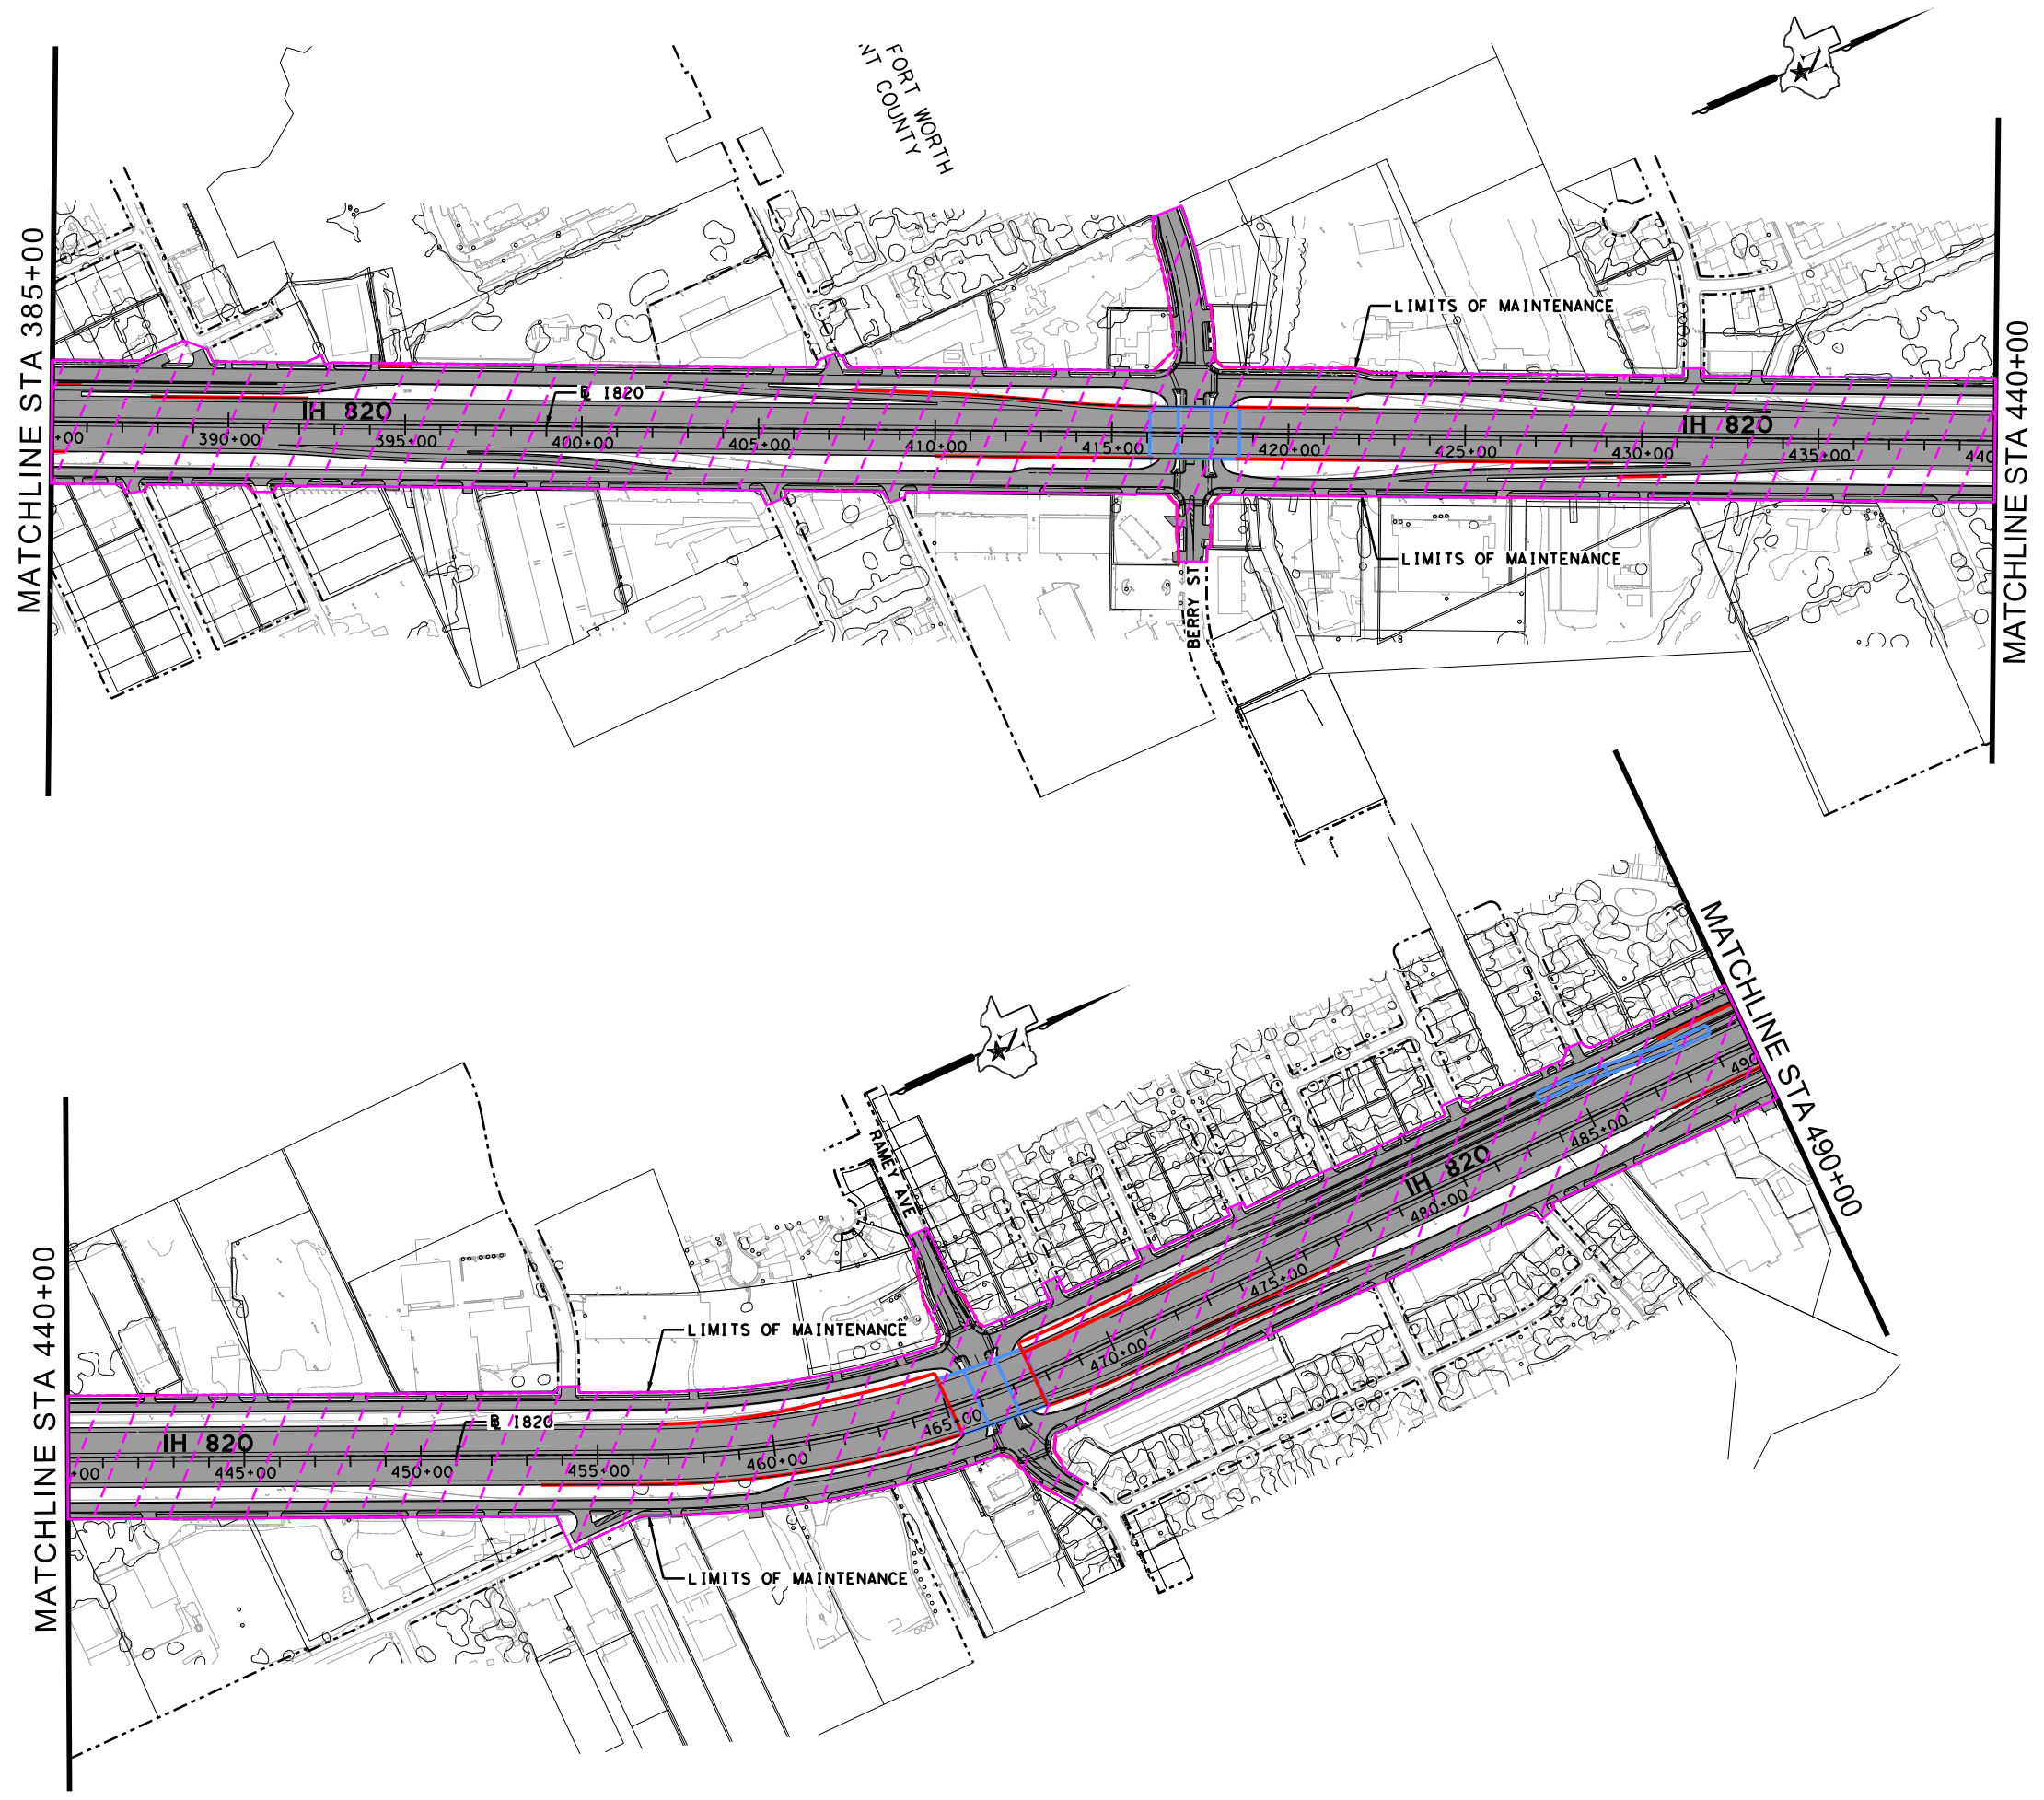 FORT WORTH
NT COUNTY
MATCHLINE STA 385+00
LIMITS OF MAINTENANCE
MATCHLINE STA 440+00
IH 820
BL I820
IH 820
+00
390+00
395+00
400+00
405+00
410+00
415+00
420+00
425+00
430+00
435+00
440
LIMITS OF MAINTENANCE
BERRY ST
MATCHLINE STA 490+00
RAMEY AVE
490
485+00
IH 820
480+00
475+00
470+00
MATCHLINE STA 440+00
LIMITS OF MAINTENANCE
IH 820
BL I820
+00
445+00
450+00
455+00
460+00
465+00
LIMITS OF MAINTENANCE